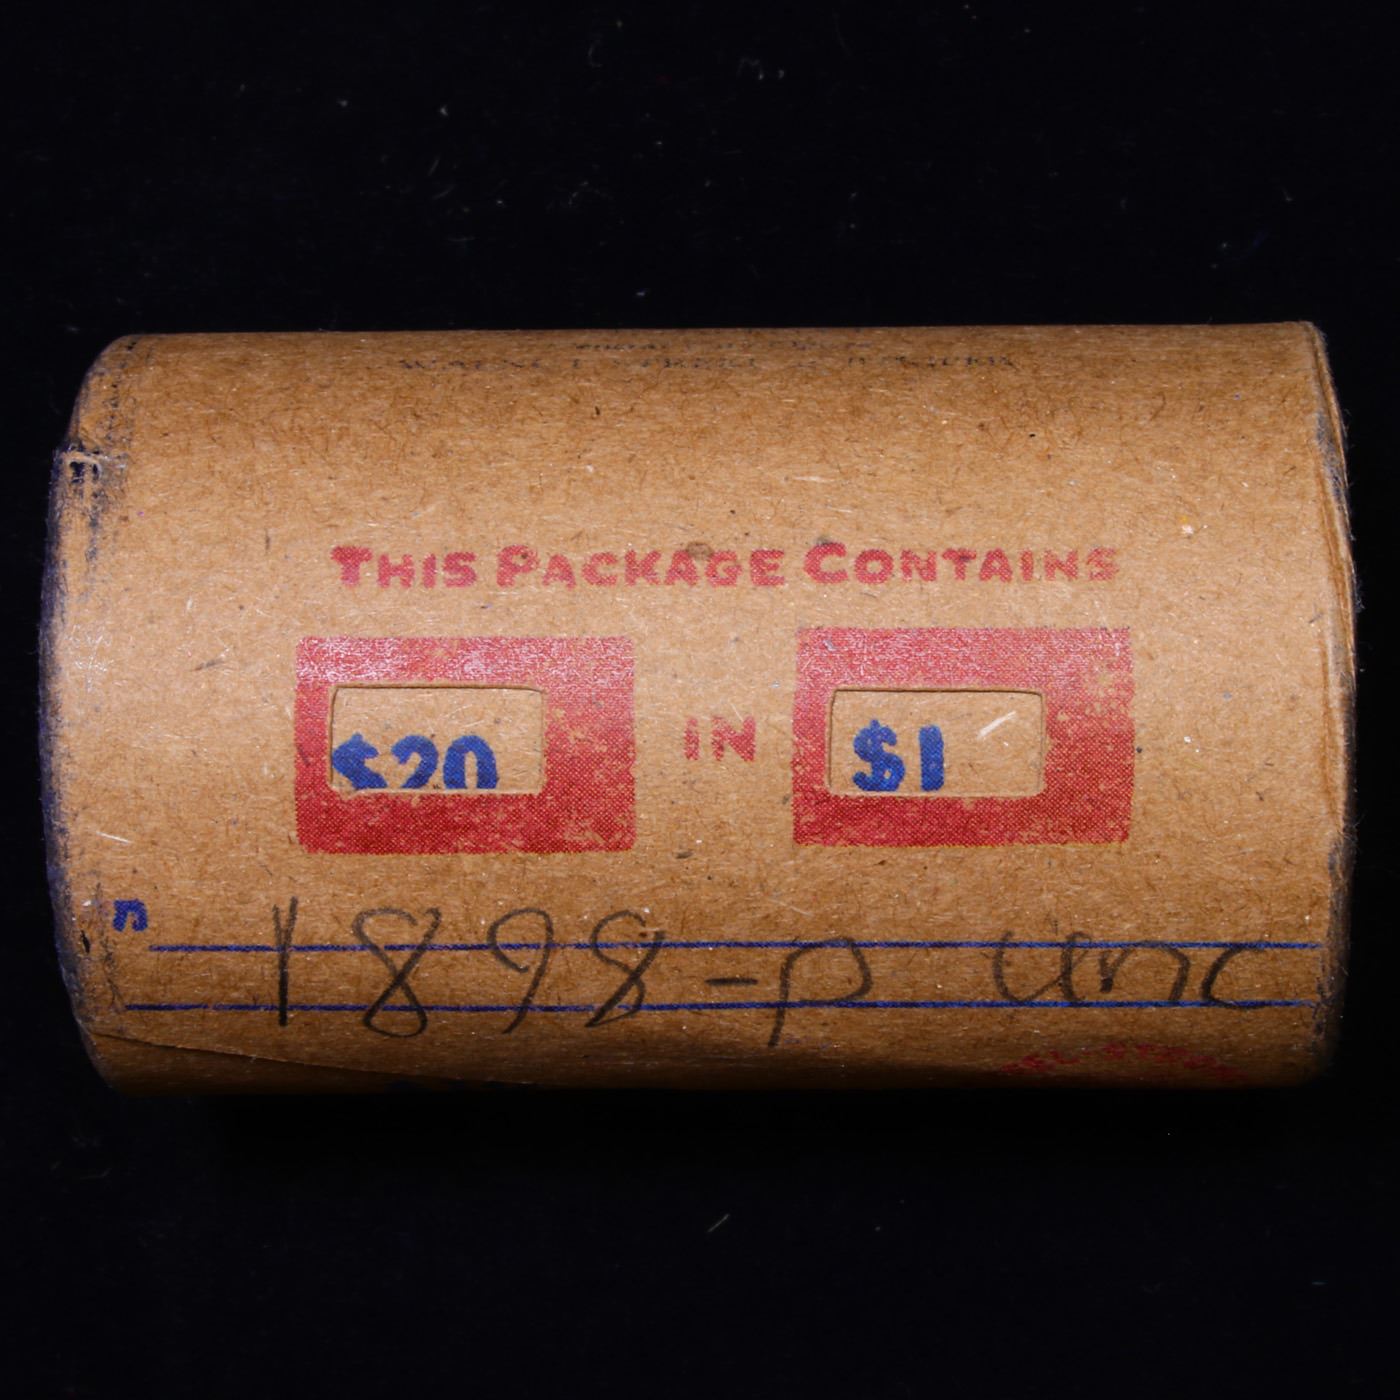 THIS PACKAGE CONTAINS
$20 IN $1
1898-P unc